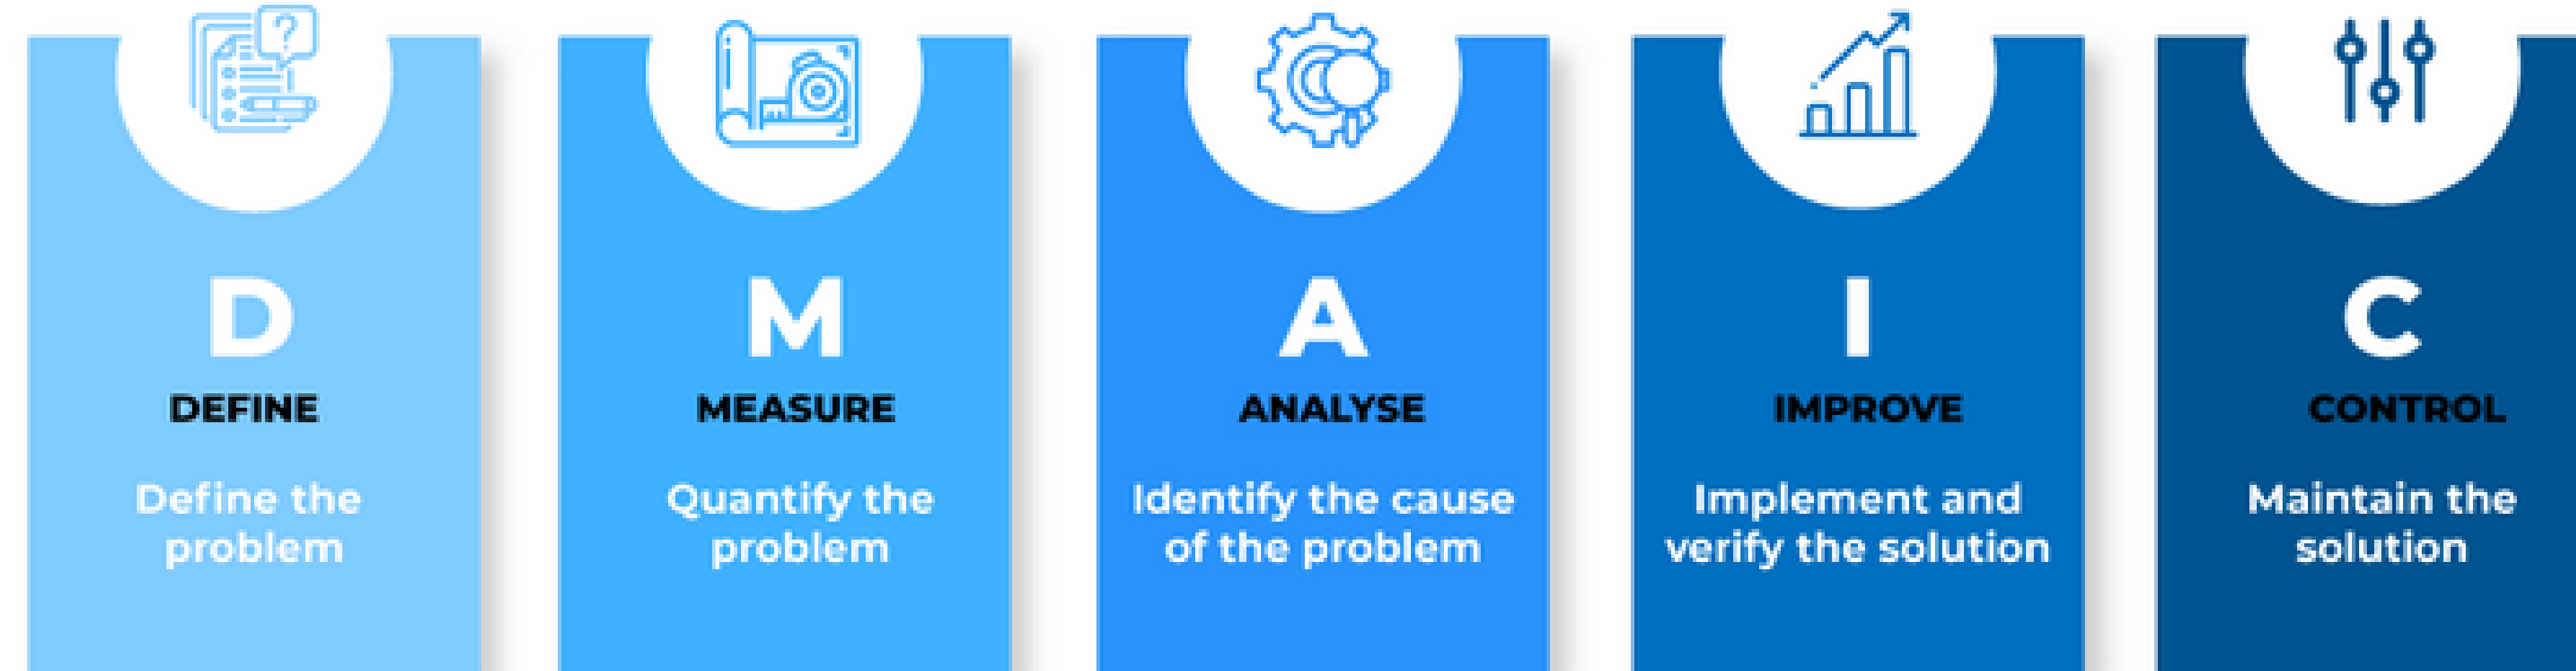 ?
D
DEFINE
Define the
problem
M
MEASURE
Quantify the
problem
A
ANALYSE
Identify the cause
of the problem
I
IMPROVE
Implement and
verify the solution
C
CONTROL
Maintain the
solution